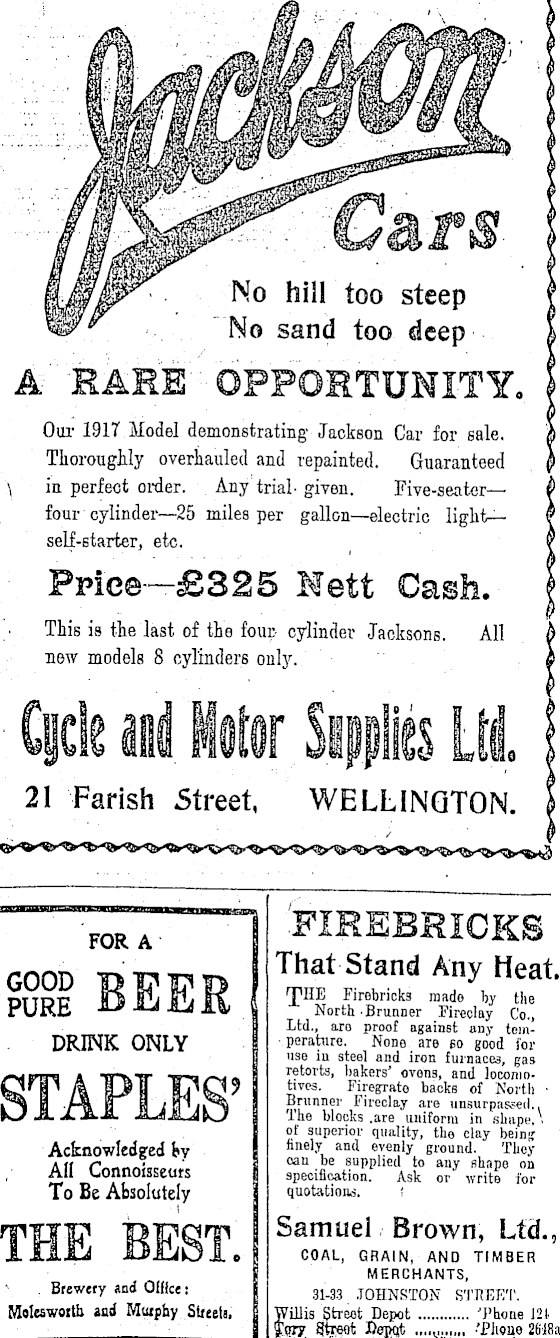 Jackson
Cars
No hill too steep
No sand too deep
A RARE OPPORTUNITY.
Our 1917 Model demonstrating Jackson Car for sale.
Thoroughly overhauled and repainted. Guaranteed
in perfect order. Any trial given. Five-seater—
four cylinder—25 miles per gallon—electric light—
self-starter, etc.
Price—£325 Nett Cash.
This is the last of the four cylinder Jacksons. All
new models 8 cylinders only.
Cycle and Motor Supplies Ltd.
21 Farish Street, WELLINGTON.
FOR A
GOOD
PURE BEER
DRINK ONLY
STAPLES'
Acknowledged by
All Connoisseurs
To Be Absolutely
THE BEST.
Brewery and Office:
Molesworth and Murphy Streets.
FIREBRICKS
That Stand Any Heat.
THE Firebricks made by the
North Brunner Fireclay Co.,
Ltd., are proof against any tem-
perature. None are so good for
use in steel and iron furnaces, gas
retorts, bakers' ovens, and locomo-
tives. Firegrate backs of North
Brunner Fireclay are unsurpassed.
The blocks are uniform in shape,
of superior quality, the clay being
finely and evenly ground. They
can be supplied to any shape on
specification. Ask or write for
quotations.
Samuel Brown, Ltd.,
COAL, GRAIN, AND TIMBER
MERCHANTS,
31-33 JOHNSTON STREET.
Willis Street Depot ............ 'Phone 124
Tory Street Depot ............ 'Phone 2648